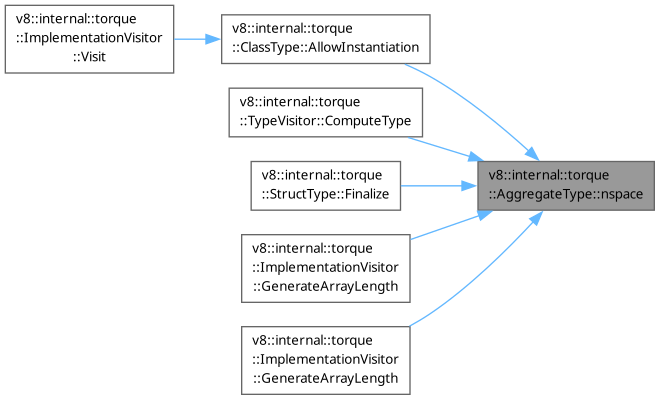 v8::internal::torque
::ImplementationVisitor
::Visit
v8::internal::torque
::ClassType::AllowInstantiation
v8::internal::torque
::TypeVisitor::ComputeType
v8::internal::torque
::StructType::Finalize
v8::internal::torque
::AggregateType::nspace
v8::internal::torque
::ImplementationVisitor
::GenerateArrayLength
v8::internal::torque
::ImplementationVisitor
::GenerateArrayLength